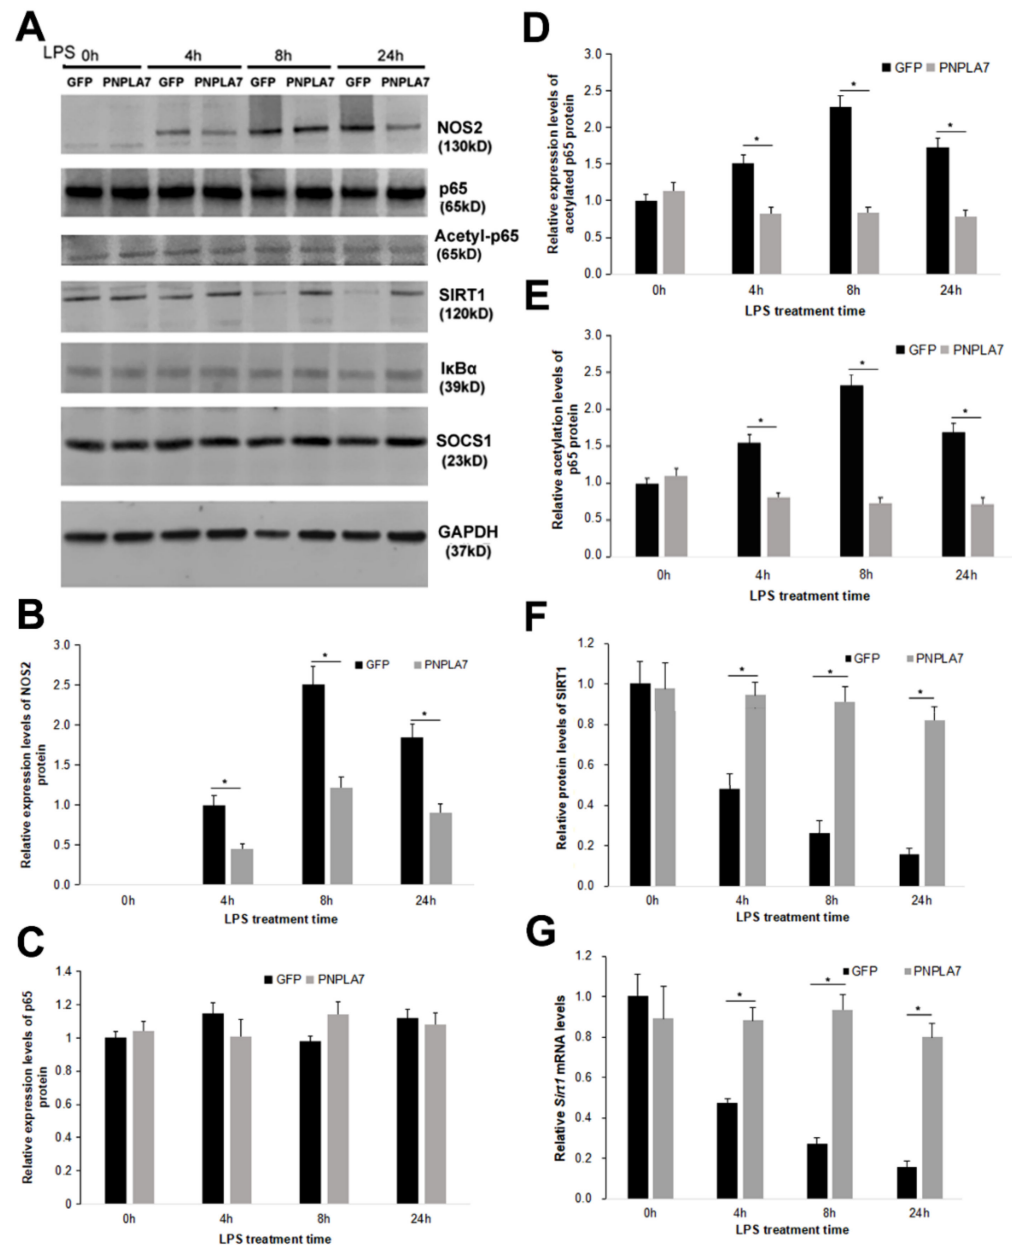 A
LPS 0h 4h 8h 24h
GFP PNPLA7 GFP PNPLA7 GFP PNPLA7 GFP PNPLA7
NOS2
(130kD)
p65
(65kD)
Acetyl-p65
(65kD)
SIRT1
(120kD)
IκBα
(39kD)
SOCS1
(23kD)
GAPDH
(37kD)
B
Relative expression levels of NOS2
protein
3.0
2.5
2.0
1.5
1.0
0.5
0.0
GFP PNPLA7
* * *
0h 4h 8h 24h
LPS treatment time
C
Relative expression levels of p65
protein
1.4
1.2
1
0.8
0.6
0.4
0.2
0
GFP PNPLA7
0h 4h 8h 24h
LPS treatment time
D
Relative expression levels of
acetylated p65 protein
3.0
2.5
2.0
1.5
1.0
0.5
0.0
GFP PNPLA7
* * *
0h 4h 8h 24h
LPS treatment time
E
Relative acetylation levels of
p65 protein
3.0
2.5
2.0
1.5
1.0
0.5
0.0
GFP PNPLA7
* * *
0h 4h 8h 24h
LPS treatment time
F
Relative protein levels of SIRT1
1.2
1.0
0.8
0.6
0.4
0.2
0.0
GFP PNPLA7
* * *
0h 4h 8h 24h
LPS treatment time
G
Relative Sirt1 mRNA levels
1.2
1.0
0.8
0.6
0.4
0.2
0.0
GFP PNPLA7
* * *
0h 4h 8h 24h
LPS treatment time